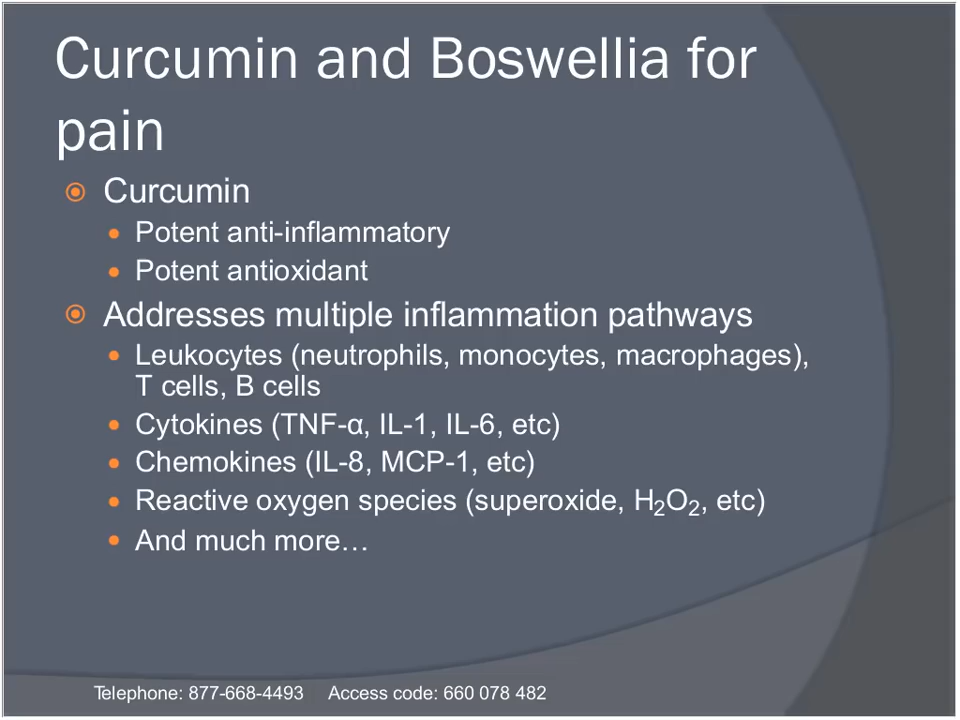 Curcumin and Boswellia for
pain
Curcumin
Potent anti-inflammatory
Potent antioxidant
Addresses multiple inflammation pathways
Leukocytes (neutrophils, monocytes, macrophages),
T cells, B cells
Cytokines (TNF-α, IL-1, IL-6, etc)
Chemokines (IL-8, MCP-1, etc)
Reactive oxygen species (superoxide, H₂O₂, etc)
And much more…
Telephone: 877-668-4493 Access code: 660 078 482